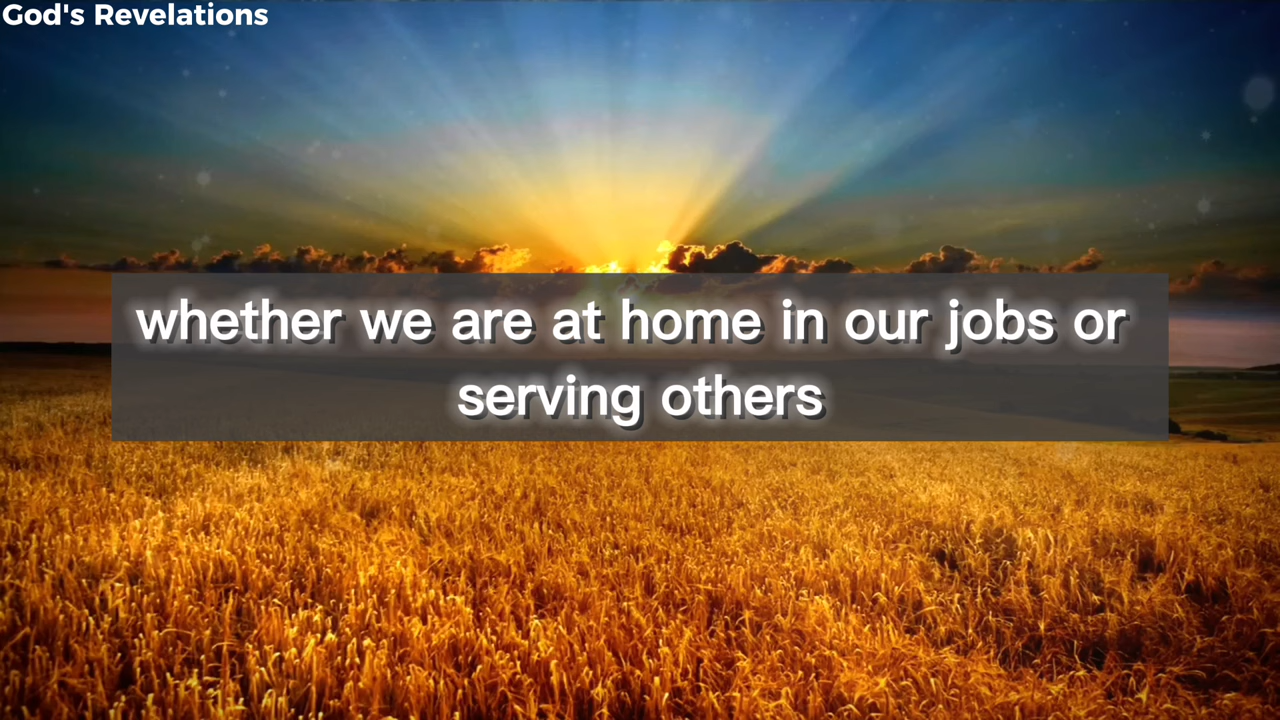 God's Revelations
whether we are at home in our jobs or
serving others